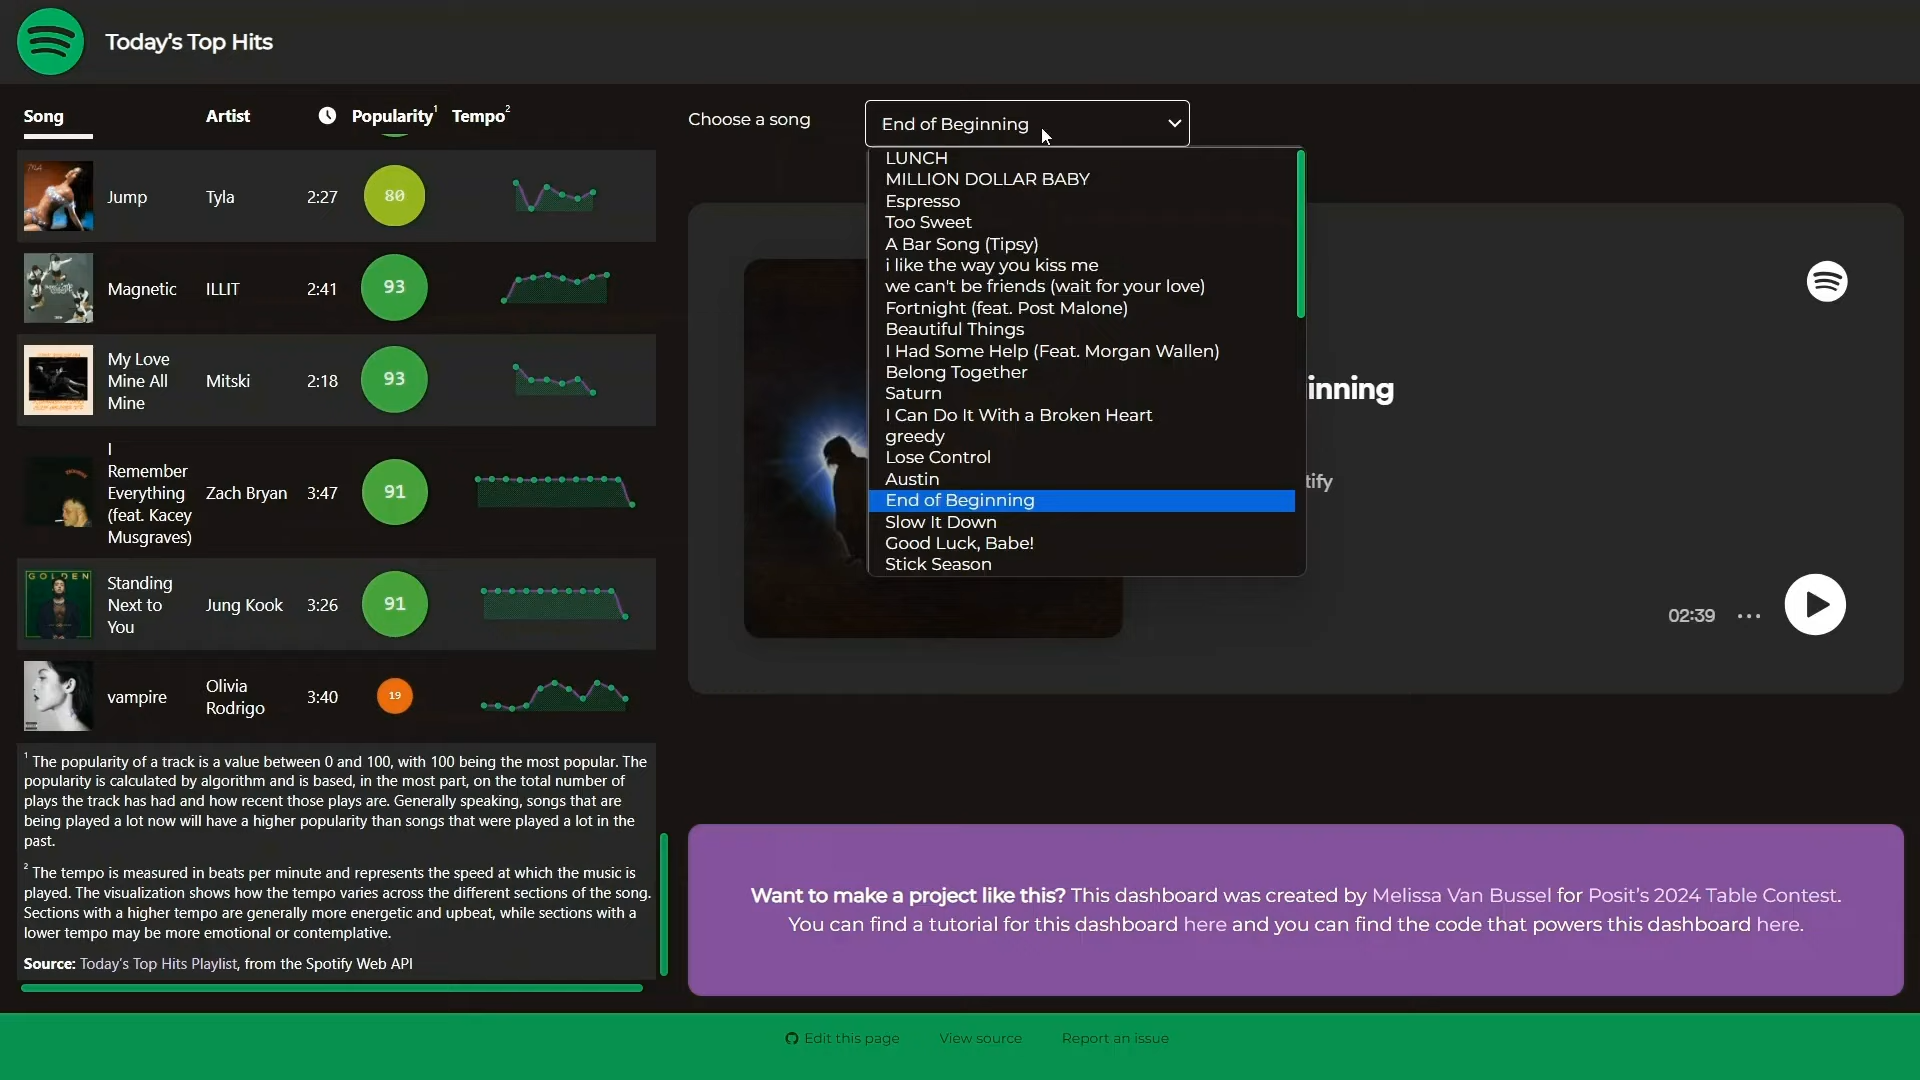 Today's Top Hits
Song Artist Popularity¹ Tempo²
Jump Tyla 2:27 80
Magnetic ILLIT 2:41 93
My Love
Mine All Mitski 2:18 93
Mine
I
Remember
Everything Zach Bryan 3:47 91
(feat. Kacey
Musgraves)
GOLDEN
Standing
Next to Jung Kook 3:26 91
You
vampire Olivia 3:40 19
Rodrigo
¹ The popularity of a track is a value between 0 and 100, with 100 being the most popular. The
popularity is calculated by algorithm and is based, in the most part, on the total number of
plays the track has had and how recent those plays are. Generally speaking, songs that are
being played a lot now will have a higher popularity than songs that were played a lot in the
past.
² The tempo is measured in beats per minute and represents the speed at which the music is
played. The visualization shows how the tempo varies across the different sections of the song.
Sections with a higher tempo are generally more energetic and upbeat, while sections with a
lower tempo may be more emotional or contemplative.
Source: Today's Top Hits Playlist, from the Spotify Web API
Choose a song End of Beginning
LUNCH
MILLION DOLLAR BABY
Espresso
Too Sweet
A Bar Song (Tipsy)
i like the way you kiss me
we can't be friends (wait for your love)
Fortnight (feat. Post Malone)
Beautiful Things
I Had Some Help (Feat. Morgan Wallen)
Belong Together
Saturn
I Can Do It With a Broken Heart
greedy
Lose Control
Austin
End of Beginning
Slow It Down
Good Luck, Babe!
Stick Season
inning
tify
02:39 ...
Want to make a project like this? This dashboard was created by Melissa Van Bussel for Posit's 2024 Table Contest.
You can find a tutorial for this dashboard here and you can find the code that powers this dashboard here.
Edit this page View source Report an issue